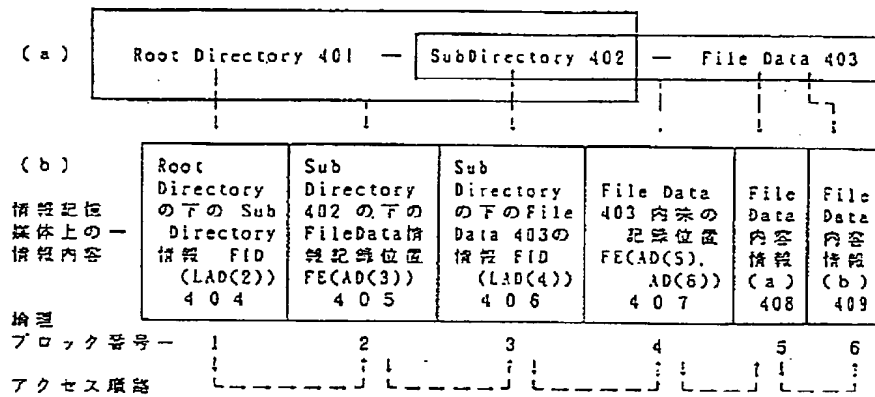 (a)
Root Directory 401 — SubDirectory 402 — File Data 403
(b)
情報記憶
媒体上の
情報内容
Root
Directory
の下の Sub
Directory
情報 FID
(LAD(2))
404
Sub
Directory
402 の下の
FileData情
報記録位置
FE(AD(3))
405
Sub
Directory
の下のFile
Data 403の
情報 FID
(LAD(4))
406
File Data
403 内容の
記録位置
FE(AD(5),
AD(6))
407
File
Data
内容
情報
(a)
408
File
Data
内容
情報
(b)
409
論理
ブロック番号
1 2 3 4 5 6
アクセス経路